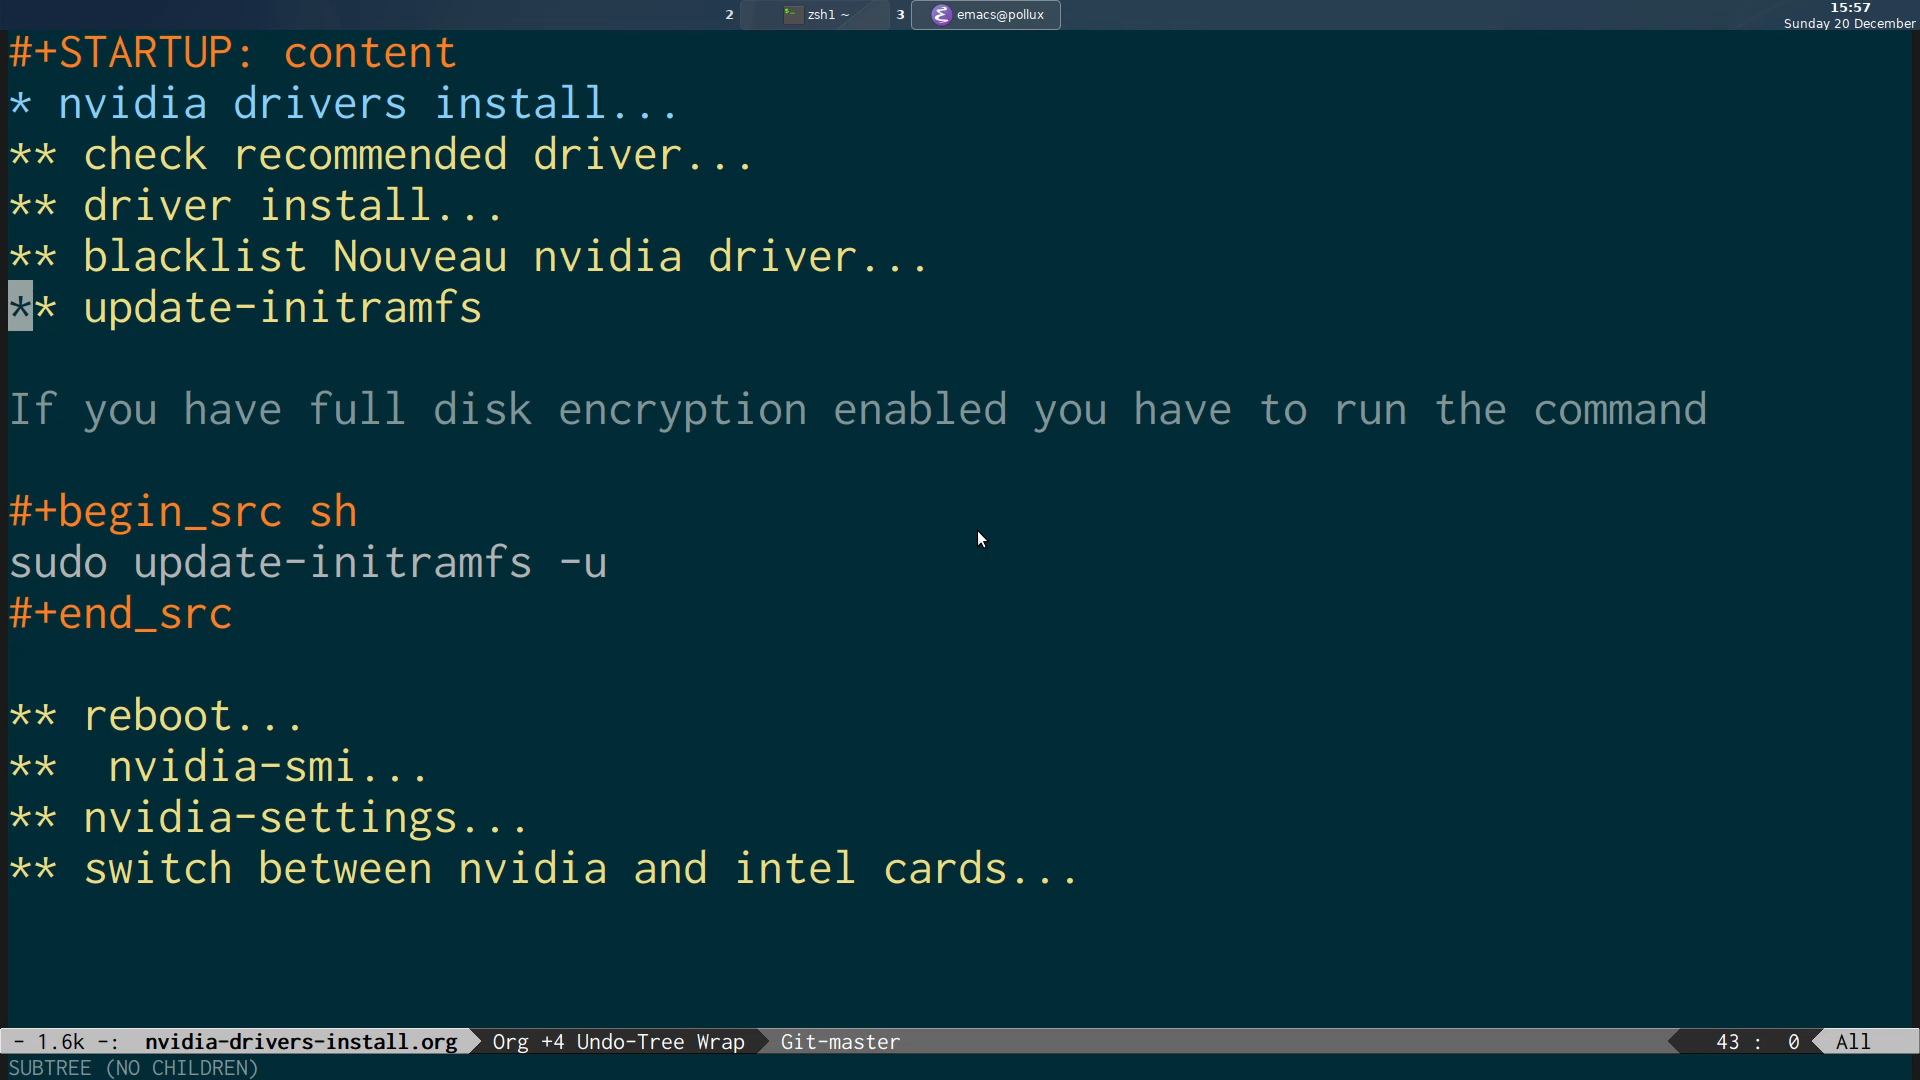 2 zsh1 ~ 3 emacs@pollux 15:57
Sunday 20 December
#+STARTUP: content
* nvidia drivers install...
** check recommended driver...
** driver install...
** blacklist Nouveau nvidia driver...
** update-initramfs
If you have full disk encryption enabled you have to run the command
#+begin_src sh
sudo update-initramfs -u
#+end_src
** reboot...
**  nvidia-smi...
** nvidia-settings...
** switch between nvidia and intel cards...
- 1.6k -: nvidia-drivers-install.org Org +4 Undo-Tree Wrap Git-master 43 : 0 All
SUBTREE (NO CHILDREN)